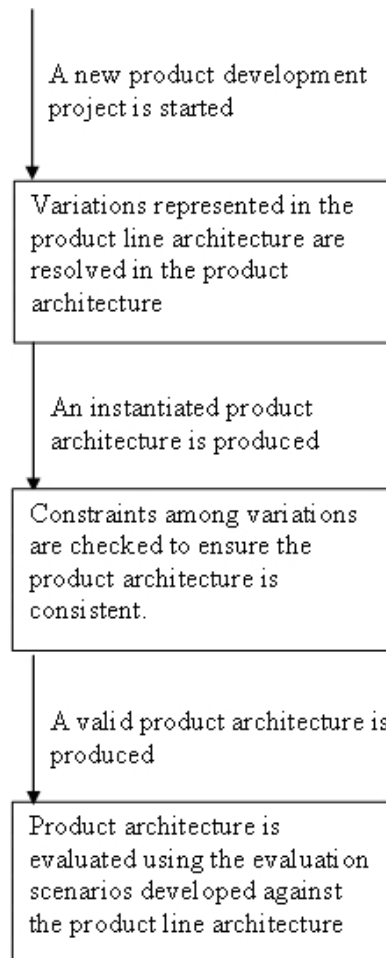 A new product development
project is started
Variations represented in the
product line architecture are
resolved in the product
architecture
An instantiated product
architecture is produced
Constraints among variations
are checked to ensure the
product architecture is
consistent.
A valid product architecture is
produced
Product architecture is
evaluated using the evaluation
scenarios developed against
the product line architecture